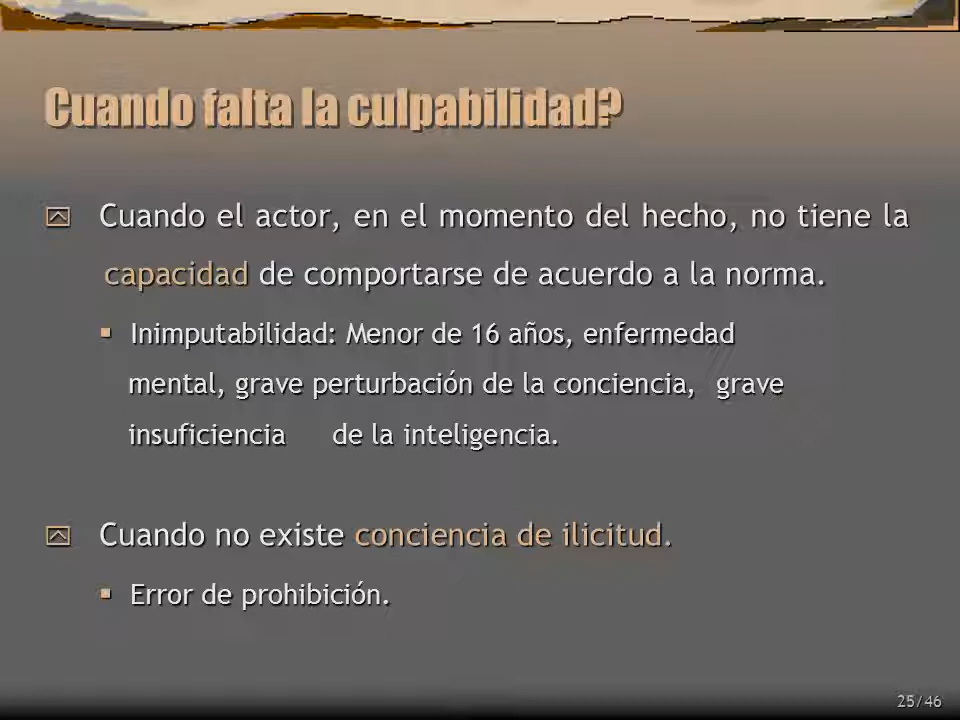 Cuando falta la culpabilidad?
Cuando el actor, en el momento del hecho, no tiene la
capacidad de comportarse de acuerdo a la norma.
Inimputabilidad: Menor de 16 años, enfermedad
mental, grave perturbación de la conciencia, grave
insuficiencia de la inteligencia.
Cuando no existe conciencia de ilicitud.
Error de prohibición.
25/46